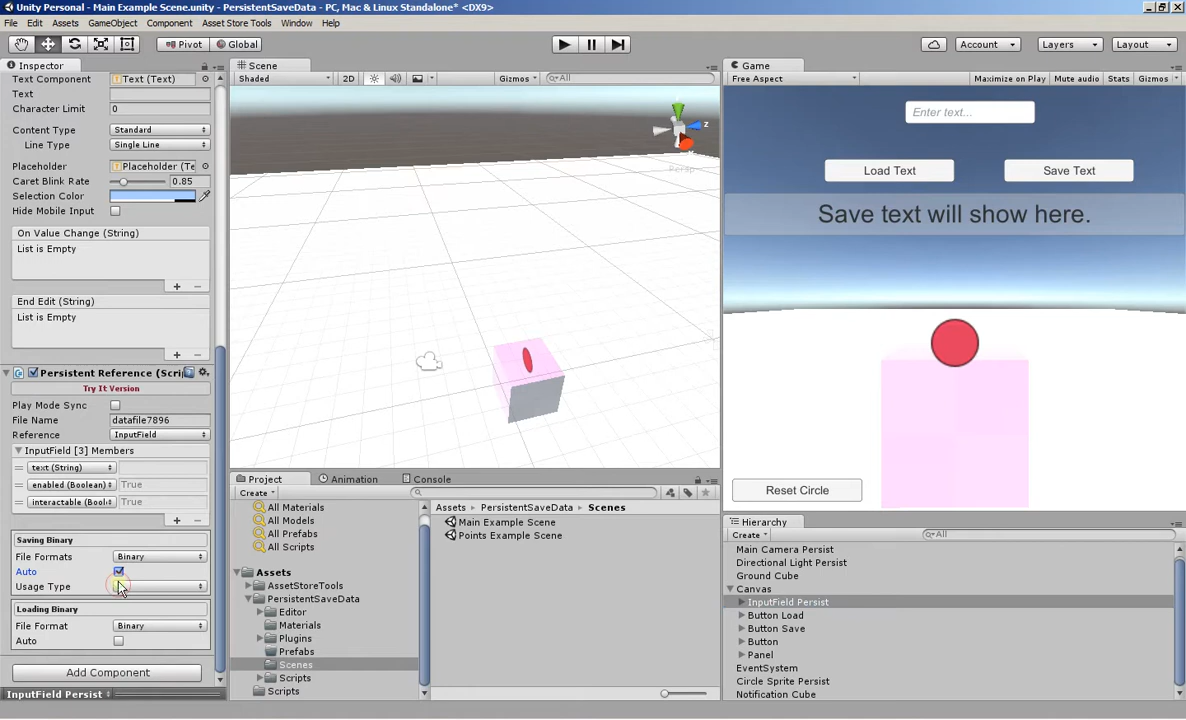 Unity Personal - Main Example Scene.unity - PersistentSaveData - PC, Mac & Linux Standalone* <DX9>
File Edit Assets GameObject Component Asset Store Tools Window Help
Pivot Global Account Layers Layout
Inspector
Text Component Text (Text)
Text
Character Limit 0
Content Type Standard
Line Type Single Line
Placeholder Placeholder (Te
Caret Blink Rate 0.85
Selection Color
Hide Mobile Input
On Value Change (String)
List is Empty
End Edit (String)
List is Empty
Persistent Reference (Scrip
Try It Version
Play Mode Sync
File Name datafile7896
Reference InputField
InputField [3] Members
text (String)
enabled (Boolean) True
interactable (Bool True
Saving Binary
File Formats Binary
Auto
Usage Type
Loading Binary
File Format Binary
Auto
Add Component
InputField Persist
Scene
Shaded 2D Gizmos All
z
Persp
Game
Free Aspect Maximize on Play Mute audio Stats Gizmos
Enter text...
Load Text Save Text
Save text will show here.
Reset Circle
Project Animation Console
Create
All Materials
All Models
All Prefabs
All Scripts
Assets
AssetStoreTools
PersistentSaveData
Editor
Materials
Plugins
Prefabs
Scenes
Scripts
Scripts
Assets PersistentSaveData Scenes
Main Example Scene
Points Example Scene
Hierarchy
Create All
Main Camera Persist
Directional Light Persist
Ground Cube
Canvas
InputField Persist
Button Load
Button Save
Button
Panel
EventSystem
Circle Sprite Persist
Notification Cube